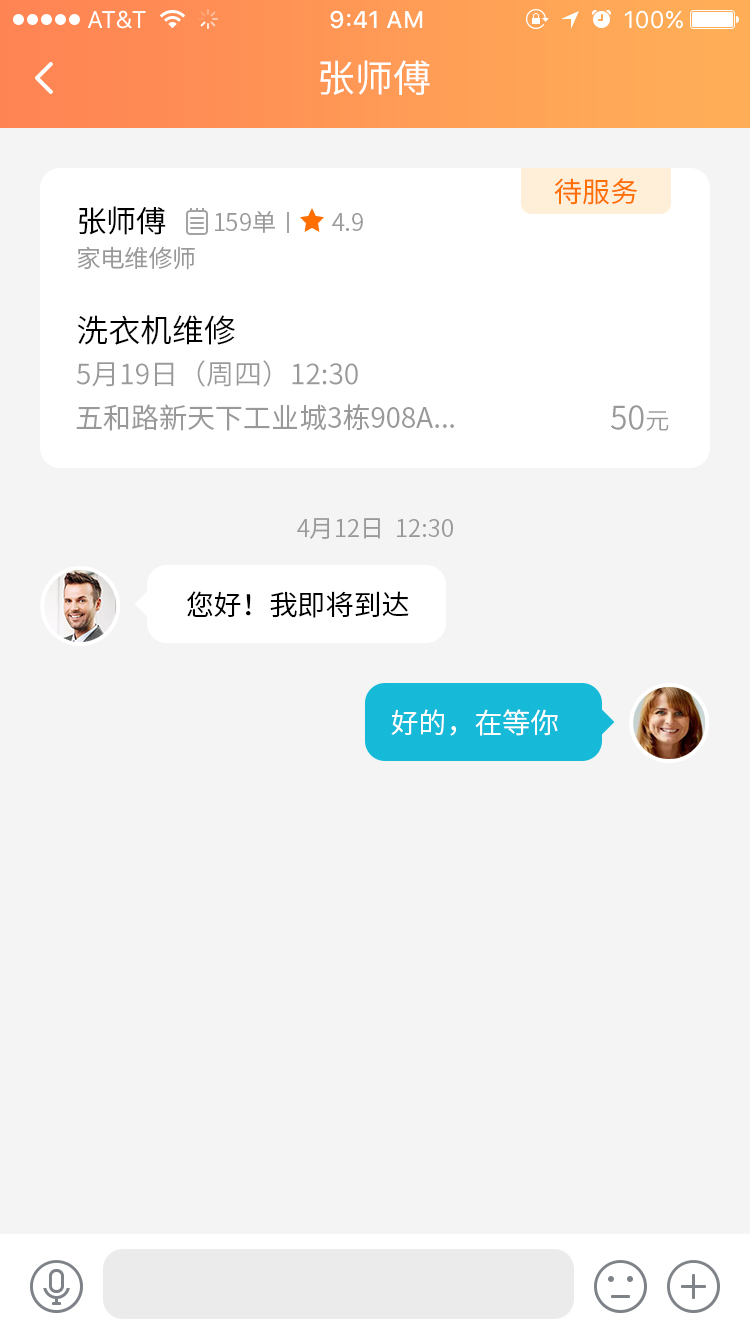 AT&T 9:41 AM 100%
张师傅
待服务
张师傅 159单 4.9
家电维修师
洗衣机维修
5月19日（周四）12:30
五和路新天下工业城3栋908A... 50元
4月12日 12:30
您好！我即将到达
好的，在等你